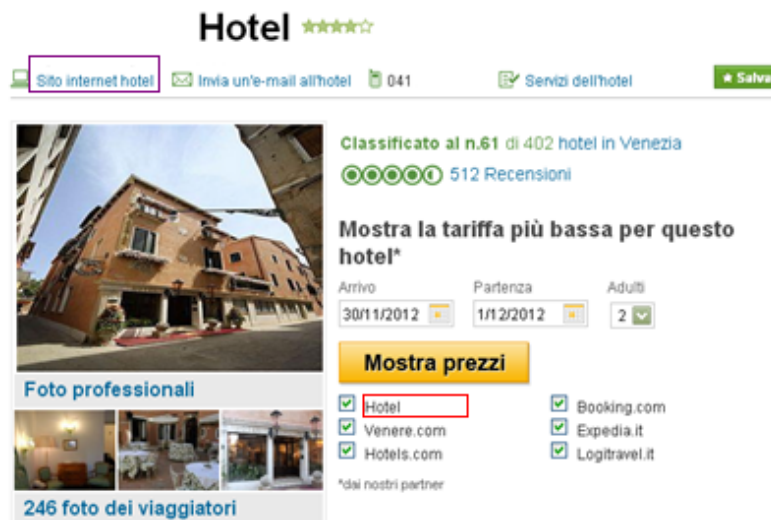 Hotel
Sito internet hotel Invia un'e-mail all'hotel 041 Servizi dell'hotel Salva
Classificato al n.61 di 402 hotel in Venezia
512 Recensioni
Mostra la tariffa più bassa per questo
hotel*
Arrivo Partenza Adulti
30/11/2012 1/12/2012 2
Mostra prezzi
Foto professionali
Hotel Booking.com
Venere.com Expedia.it
Hotels.com Logitravel.it
*dai nostri partner
246 foto dei viaggiatori